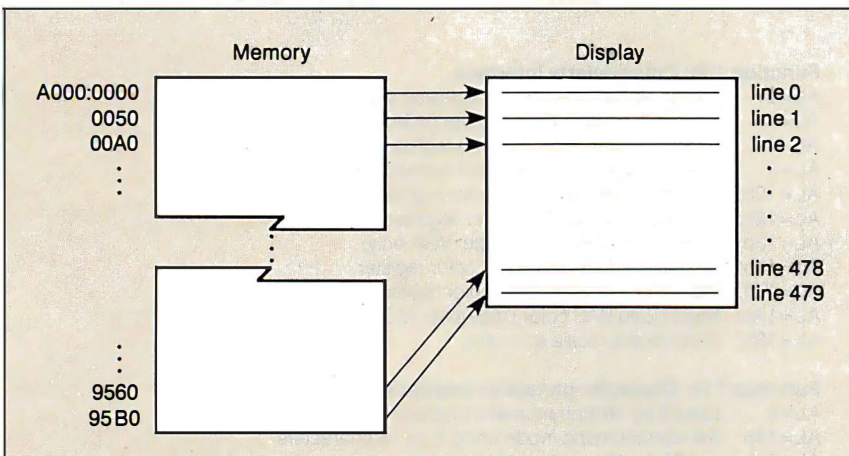 Memory Display
A000:0000 line 0
0050 line 1
00A0 line 2
line 478
line 479
9560
95B0